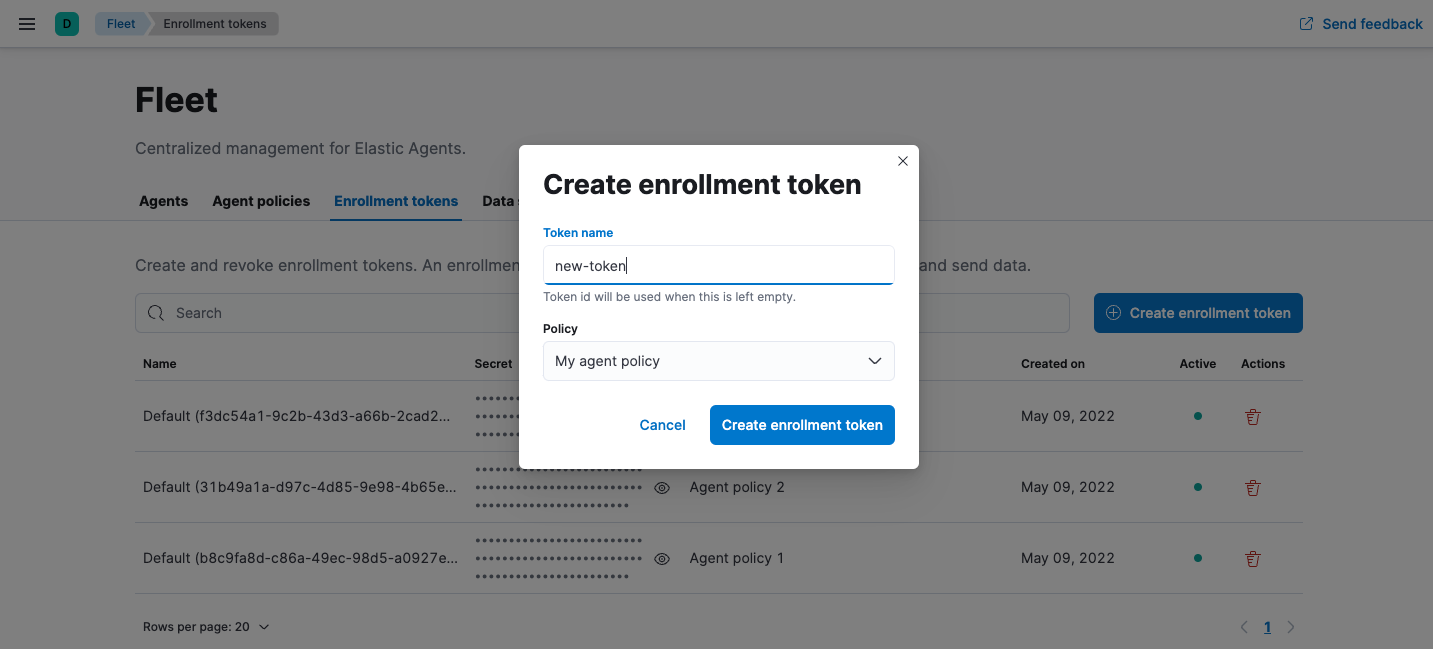 D Fleet Enrollment tokens Send feedback
Fleet
Centralized management for Elastic Agents.
Agents Agent policies Enrollment tokens Data
Create and revoke enrollment tokens. An enrollmen and send data.
Search Create enrollment token
Create enrollment token
Token name
new-token
Token id will be used when this is left empty.
Policy
My agent policy
Cancel Create enrollment token
Name Secret Created on Active Actions
Default (f3dc54a1-9c2b-43d3-a66b-2cad2... May 09, 2022
Default (31b49a1a-d97c-4d85-9e98-4b65e... Agent policy 2 May 09, 2022
Default (b8c9fa8d-c86a-49ec-98d5-a0927e... Agent policy 1 May 09, 2022
Rows per page: 20 1